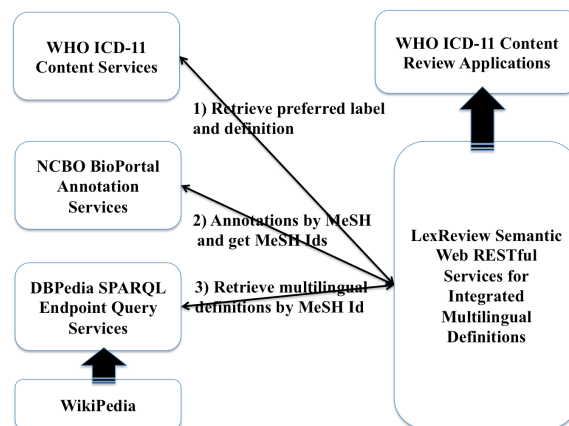 WHO ICD-11
Content Services
WHO ICD-11 Content
Review Applications
1) Retrieve preferred label
and definition
NCBO BioPortal
Annotation
Services
2) Annotations by MeSH
and get MeSH Ids
LexReview Semantic
Web RESTful
Services for
Integrated
Multilingual
Definitions
DBPedia SPARQL
Endpoint Query
Services
3) Retrieve multilingual
definitions by MeSH Id
WikiPedia